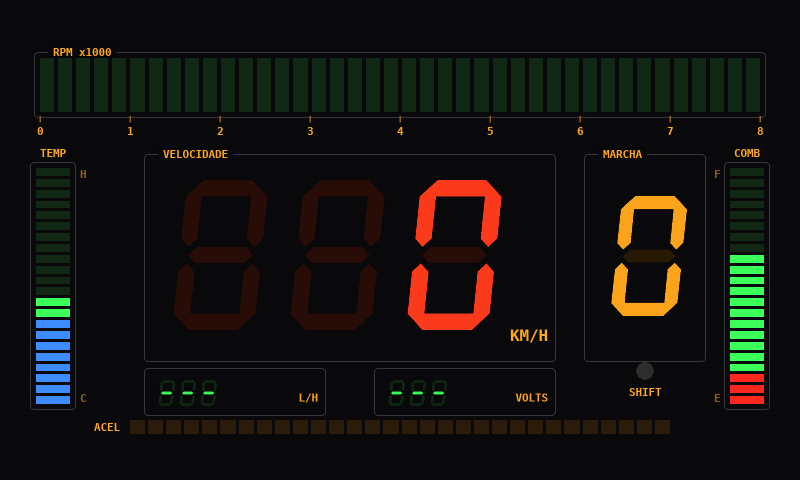 RPM x1000
0 1 2 3 4 5 6 7 8
TEMP VELOCIDADE MARCHA COMB
H F
0 0
KM/H
--- L/H --- VOLTS SHIFT
C E
ACEL